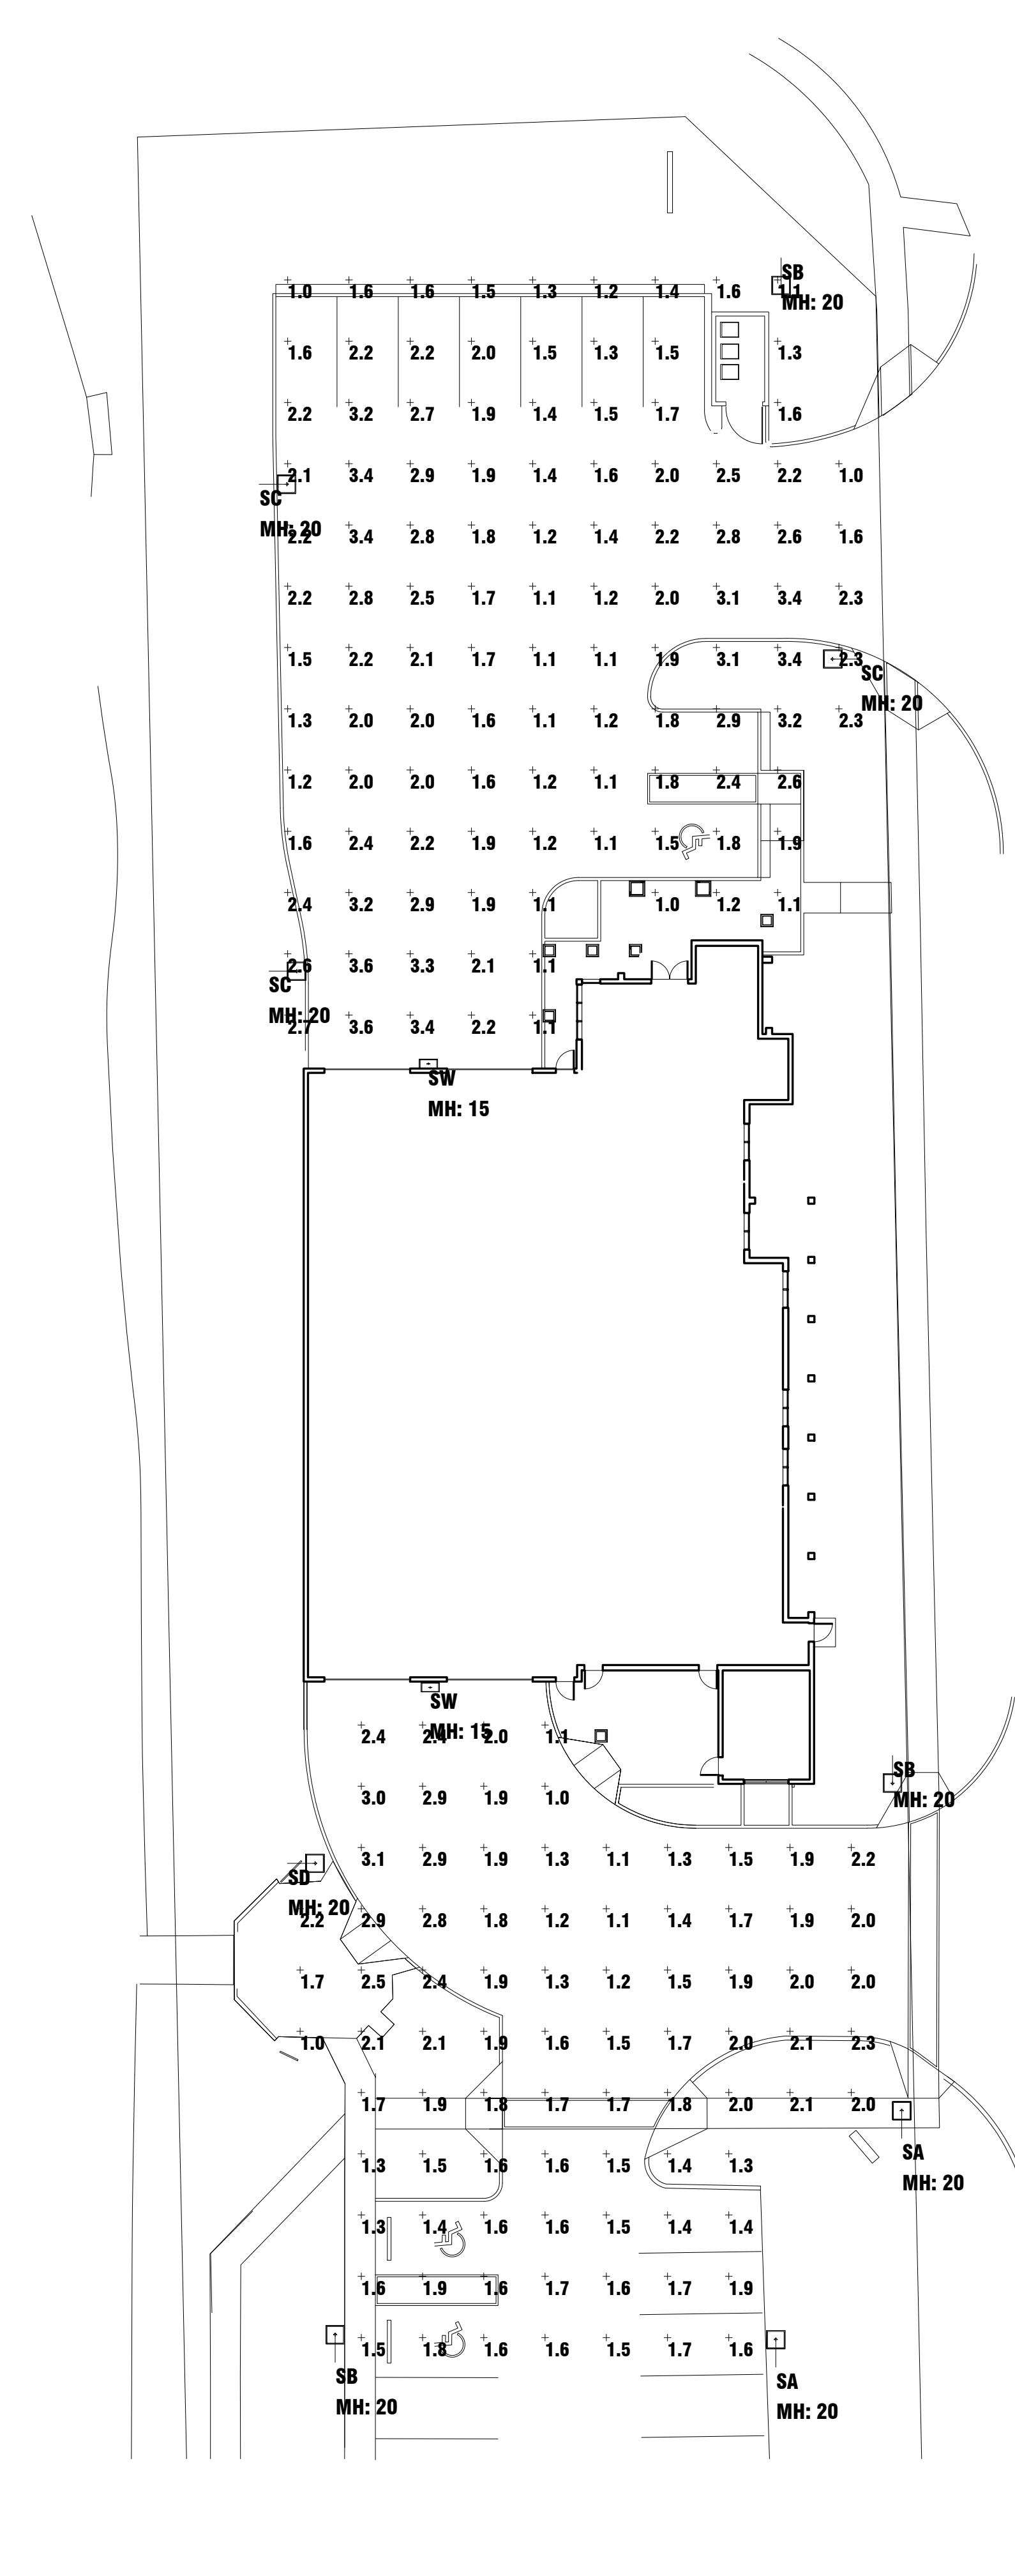 SB
1.0 1.6 1.6 1.5 1.3 1.2 1.4 1.6 1.1
MH: 20
1.6 2.2 2.2 2.0 1.5 1.3 1.5 1.3
2.2 3.2 2.7 1.9 1.4 1.5 1.7 1.6
2.1 3.4 2.9 1.9 1.4 1.6 2.0 2.5 2.2 1.0
SC
MH: 20
2.2 3.4 2.8 1.8 1.2 1.4 2.2 2.8 2.6 1.6
2.2 2.8 2.5 1.7 1.1 1.2 2.0 3.1 3.4 2.3
1.5 2.2 2.1 1.7 1.1 1.1 1.9 3.1 3.4 2.3
SC
MH: 20
1.3 2.0 2.0 1.6 1.1 1.2 1.8 2.9 3.2 2.3
1.2 2.0 2.0 1.6 1.2 1.1 1.8 2.4 2.6
1.6 2.4 2.2 1.9 1.2 1.1 1.5 1.8 1.9
2.4 3.2 2.9 1.9 1.1 1.0 1.2 1.1
2.6 3.6 3.3 2.1 1.1
SC
MH: 20
2.7 3.6 3.4 2.2 1.1
SW
MH: 15
SW
MH: 15
2.4 2.4 2.0 1.1
SB
MH: 20
3.0 2.9 1.9 1.0
3.1 2.9 1.9 1.3 1.1 1.3 1.5 1.9 2.2
SD
MH: 20
2.2 2.9 2.8 1.8 1.2 1.1 1.4 1.7 1.9 2.0
1.7 2.5 2.4 1.9 1.3 1.2 1.5 1.9 2.0 2.0
1.0 2.1 2.1 1.9 1.6 1.5 1.7 2.0 2.1 2.3
1.7 1.9 1.8 1.7 1.7 1.8 2.0 2.1 2.0
SA
MH: 20
1.3 1.5 1.6 1.6 1.5 1.4 1.3
1.3 1.4 1.6 1.6 1.5 1.4 1.4
1.6 1.9 1.6 1.7 1.6 1.7 1.9
1.5 1.8 1.6 1.6 1.5 1.7 1.6
SB
MH: 20
SA
MH: 20